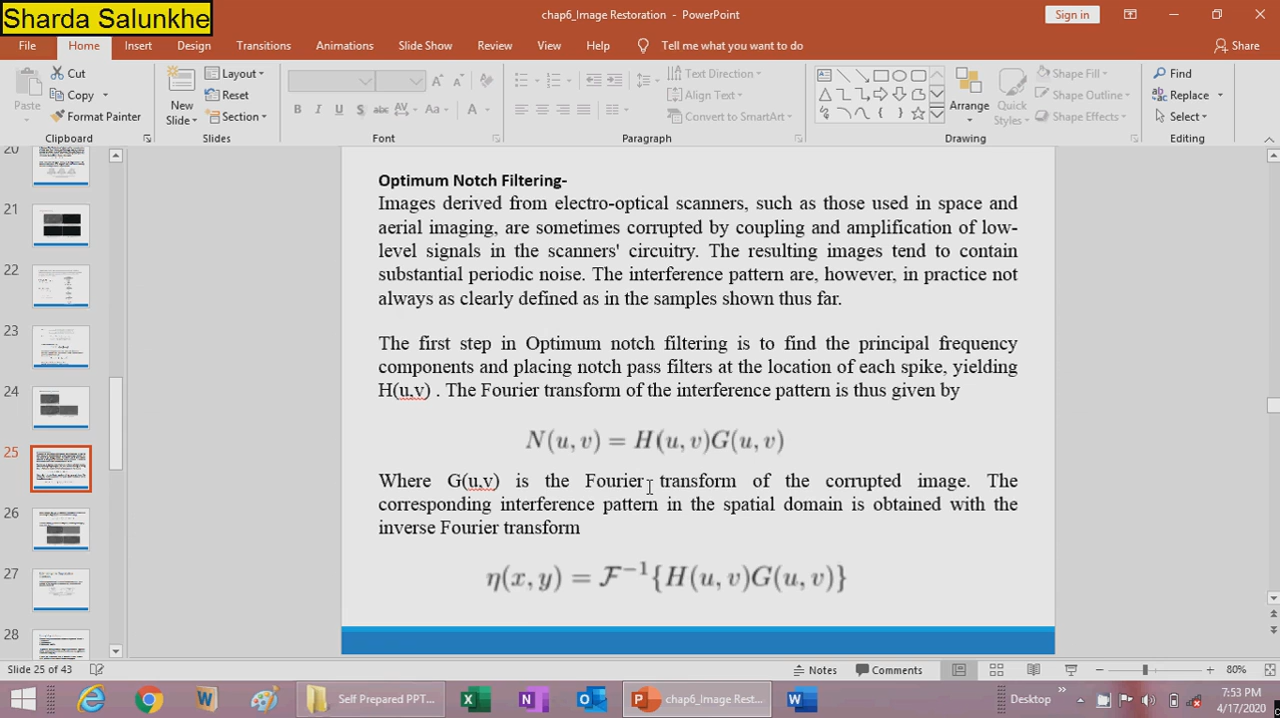 Sharda Salunkhe
chap6_Image Restoration - PowerPoint
Sign in
File Home Insert Design Transitions Animations Slide Show Review View Help Tell me what you want to do Share
Paste
Cut
Copy
Format Painter
Clipboard
New Slide
Layout
Reset
Section
Slides
B I U S abc AV Aa A
Font
Text Direction
Align Text
Convert to SmartArt
Paragraph
Arrange
Quick Styles
Shape Fill
Shape Outline
Shape Effects
Drawing
Find
Replace
Select
Editing
20
21
22
23
24
25
26
27
28
Optimum Notch Filtering-
Images derived from electro-optical scanners, such as those used in space and
aerial imaging, are sometimes corrupted by coupling and amplification of low-
level signals in the scanners' circuitry. The resulting images tend to contain
substantial periodic noise. The interference pattern are, however, in practice not
always as clearly defined as in the samples shown thus far.
The first step in Optimum notch filtering is to find the principal frequency
components and placing notch pass filters at the location of each spike, yielding
H(u,v) . The Fourier transform of the interference pattern is thus given by
N(u, v) = H(u, v)G(u, v)
Where G(u,v) is the Fourier transform of the corrupted image. The
corresponding interference pattern in the spatial domain is obtained with the
inverse Fourier transform
η(x, y) = F⁻¹{H(u, v)G(u, v)}
Slide 25 of 43
Notes Comments 80%
Self Prepared PPT... chap6_Image Rest... Desktop
7:53 PM
4/17/2020